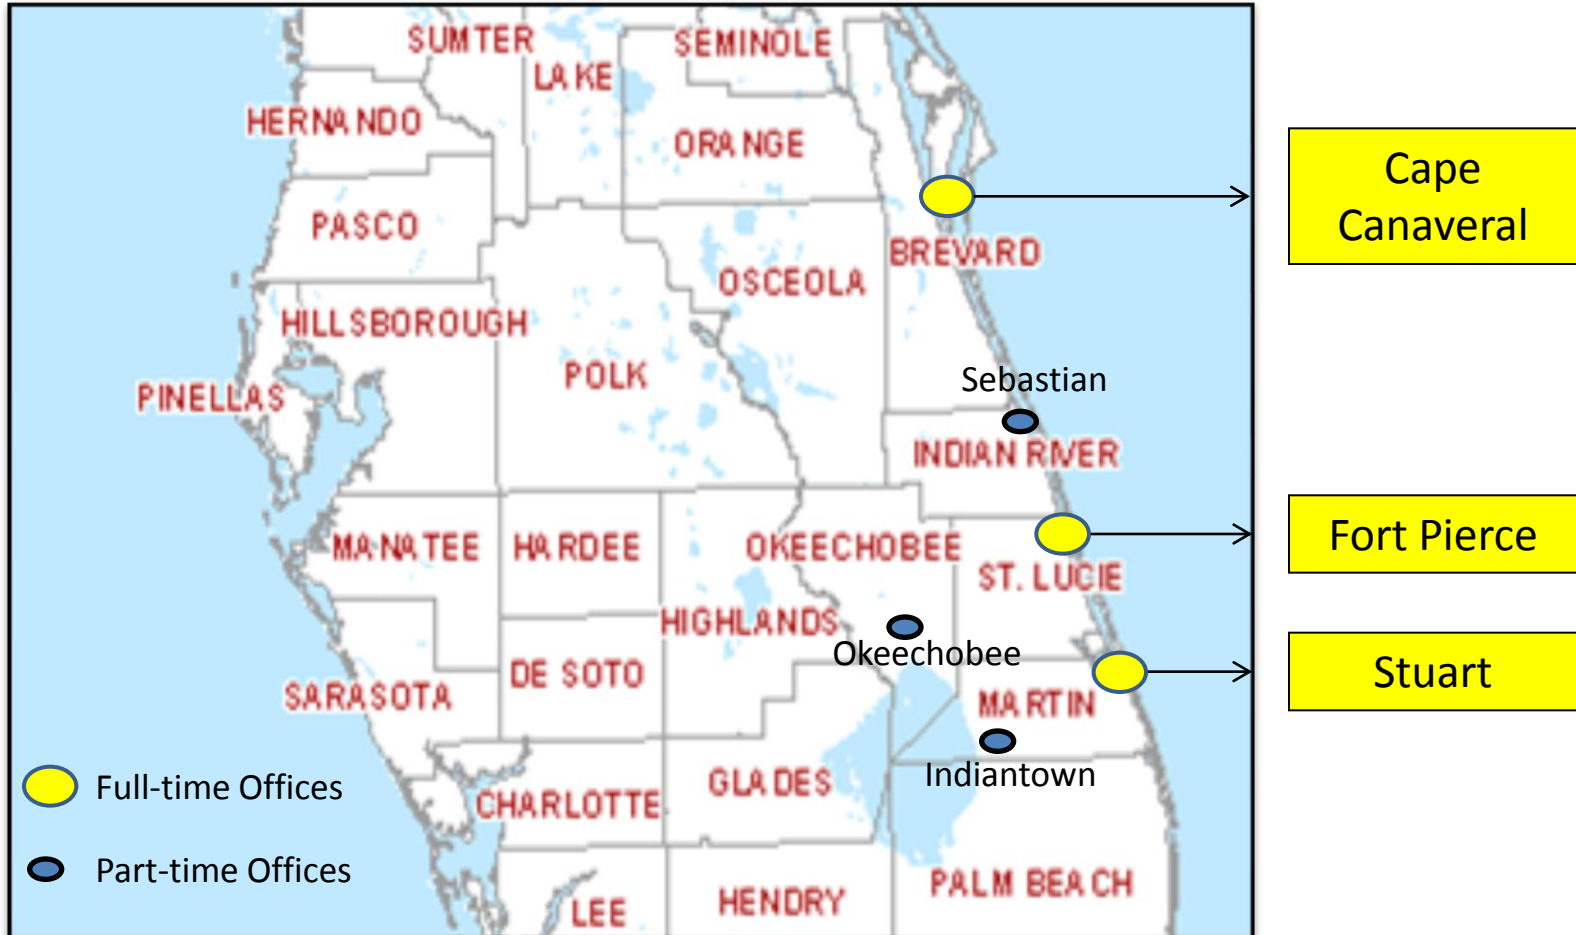 SUMTER
SEMINOLE
LAKE
HERNANDO
ORANGE
Cape
Canaveral
PASCO
BREVARD
OSCEOLA
HILLSBOROUGH
POLK
Sebastian
PINELLAS
INDIAN RIVER
MANATEE
HARDEE
OKEECHOBEE
Fort Pierce
ST. LUCIE
HIGHLANDS
Okeechobee
DE SOTO
Stuart
SARASOTA
MARTIN
Indiantown
GLADES
Full-time Offices
CHARLOTTE
Part-time Offices
PALM BEACH
HENDRY
LEE